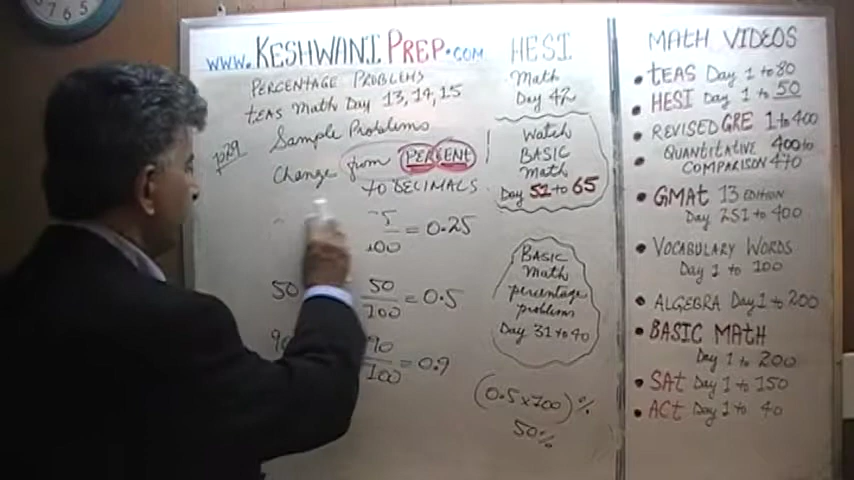 www.KESHWANIPREP.com
PERCENTAGE PROBLEMS
TEAS Math Day 13, 14, 15
Sample Problems
P29
Change from PERCENT
TO DECIMALS
100 = 0.25
50
50
100 = 0.5
90
90
100 = 0.9
HESI
Math
Day 42
Watch
BASIC
Math
Day 51 to 65
BASIC
Math
percentage
problems
Day 31 to 40
(0.5 x 100) %
50%
MATH VIDEOS
• TEAS Day 1 to 80
• HESI Day 1 to 50
• REVISED GRE 1 to 400
• QUANTITATIVE 400 to
COMPARISON 470
• GMAT 13 EDITION
Day 251 to 400
• VOCABULARY WORDS
Day 1 to 100
• ALGEBRA Day 1 to 200
• BASIC MATH
Day 1 to 200
• SAT Day 1 to 150
• ACT Day 1 to 40
7 6 5